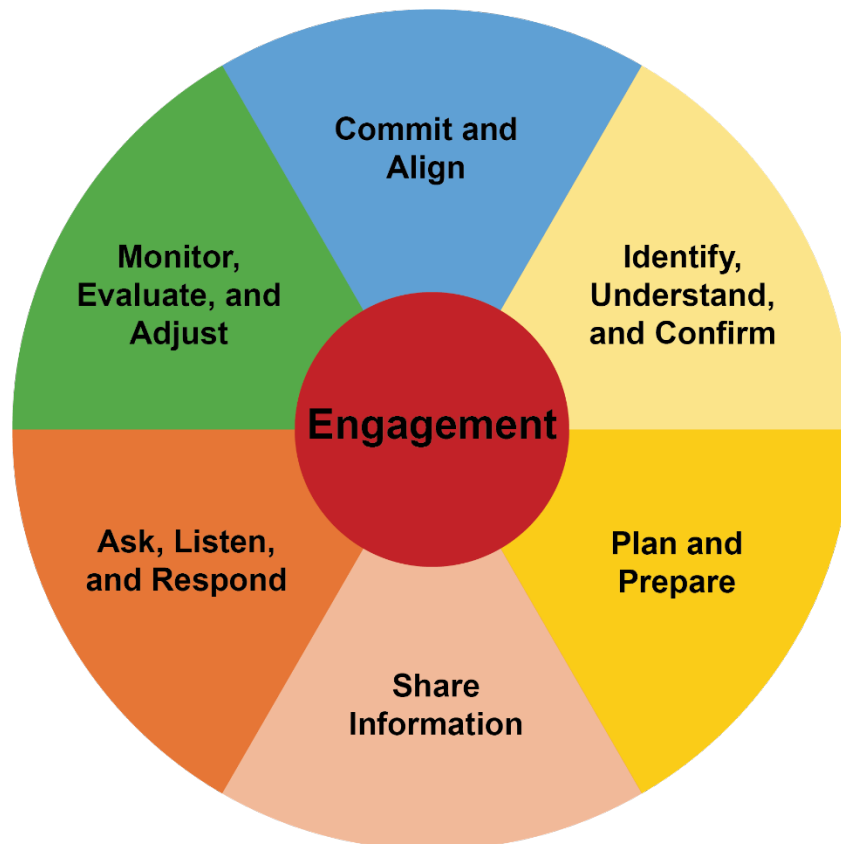 Commit and
Align
Identify,
Understand,
and Confirm
Plan and
Prepare
Share
Information
Ask, Listen,
and Respond
Monitor,
Evaluate, and
Adjust
Engagement